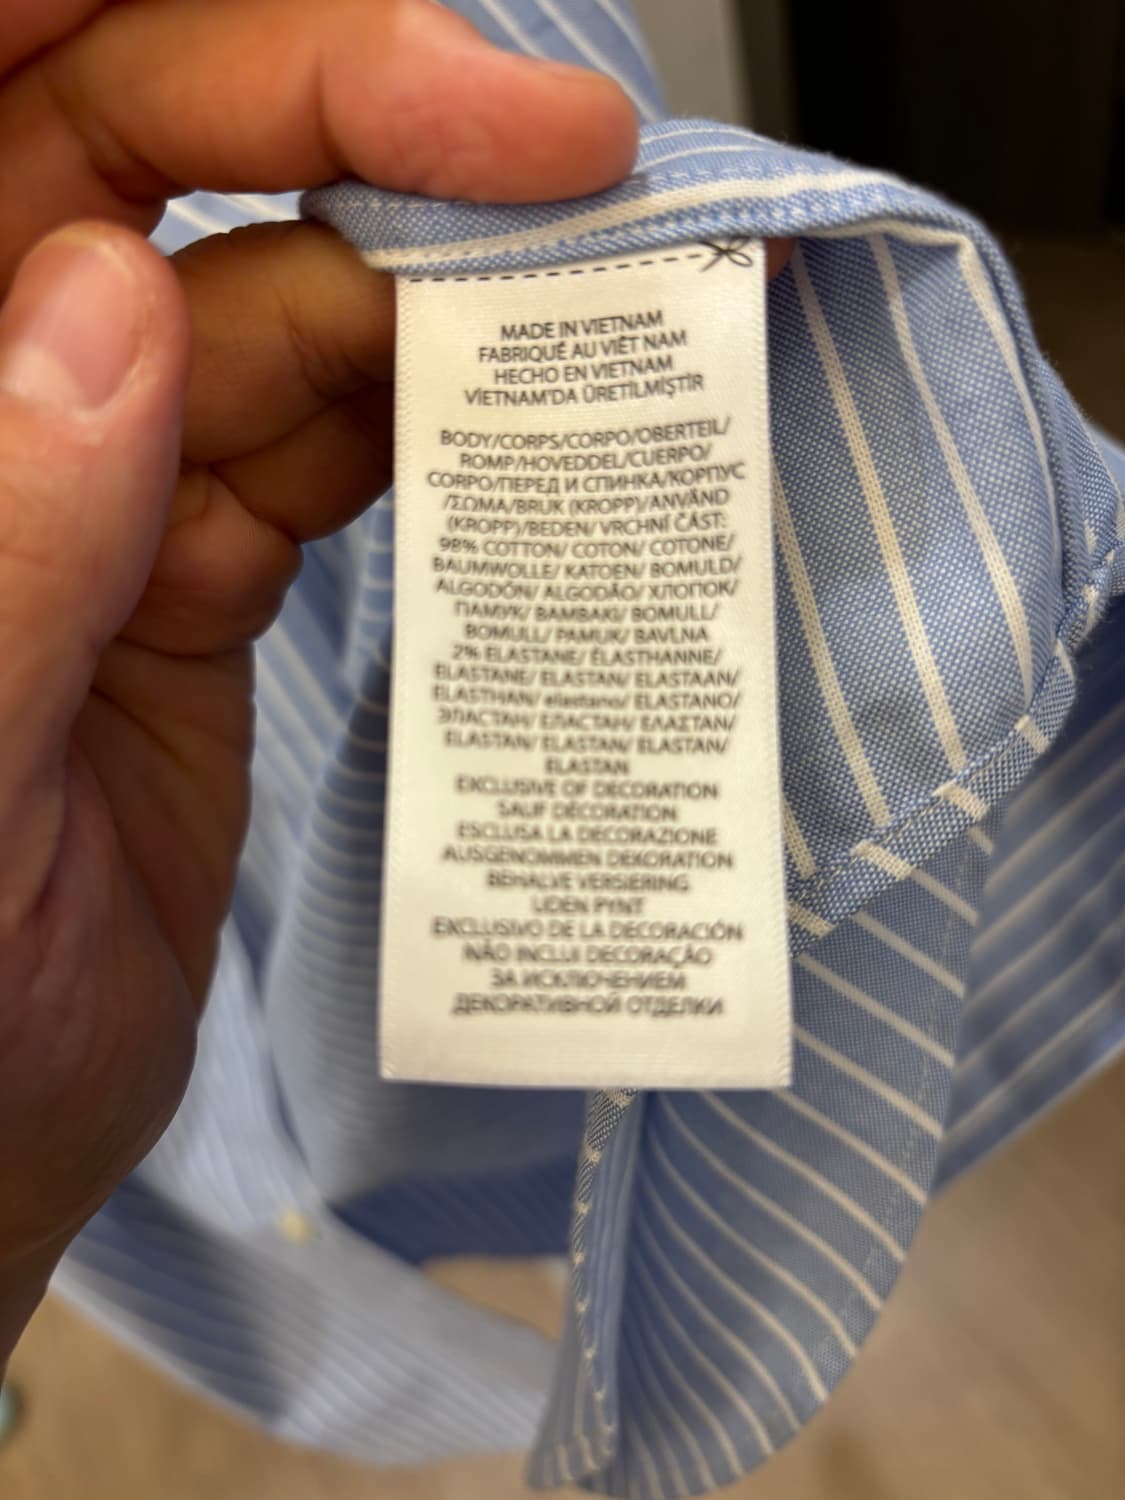 MADE IN VIETNAM
FABRIQUÉ AU VIÊT NAM
HECHO EN VIETNAM
VİETNAM'DA ÜRETİLMİŞTİR
BODY/CORPS/CORPO/OBERTEIL/
ROMP/HOVEDDEL/CUERPO/
CORPO/ПЕРЕД И СПИНКА/КОРПУС
/ΣΩΜΑ/BRUK (KROPP)/ANVÄND
(KROPP)/BEDEN/ VRCHNÍ ČÁST:
98% COTTON/ COTON/ COTONE/
BAUMWOLLE/ KATOEN/ BOMULD/
ALGODÓN/ ALGODÃO/ ХЛОПОК/
ПАМУК/ ΒΑΜΒΑΚΙ/ BOMULL/
BOMULL/ PAMUK/ BAVLNA
2% ELASTANE/ ÉLASTHANNE/
ELASTANE/ ELASTAN/ ELASTAAN/
ELASTHAN/ elastano/ ELASTANO/
ЭЛАСТАН/ ЕЛАСТАН/ ΕΛΑΣΤΑΝ/
ELASTAN/ ELASTAN/ ELASTAN/
ELASTAN
EXCLUSIVE OF DECORATION
SAUF DÉCORATION
ESCLUSA LA DECORAZIONE
AUSGENOMMEN DEKORATION
BEHALVE VERSIERING
UDEN PYNT
EXCLUSIVO DE LA DECORACIÓN
NÃO INCLUI DECORAÇÃO
ЗА ИСКЛЮЧЕНИЕМ
ДЕКОРАТИВНОЙ ОТДЕЛКИ